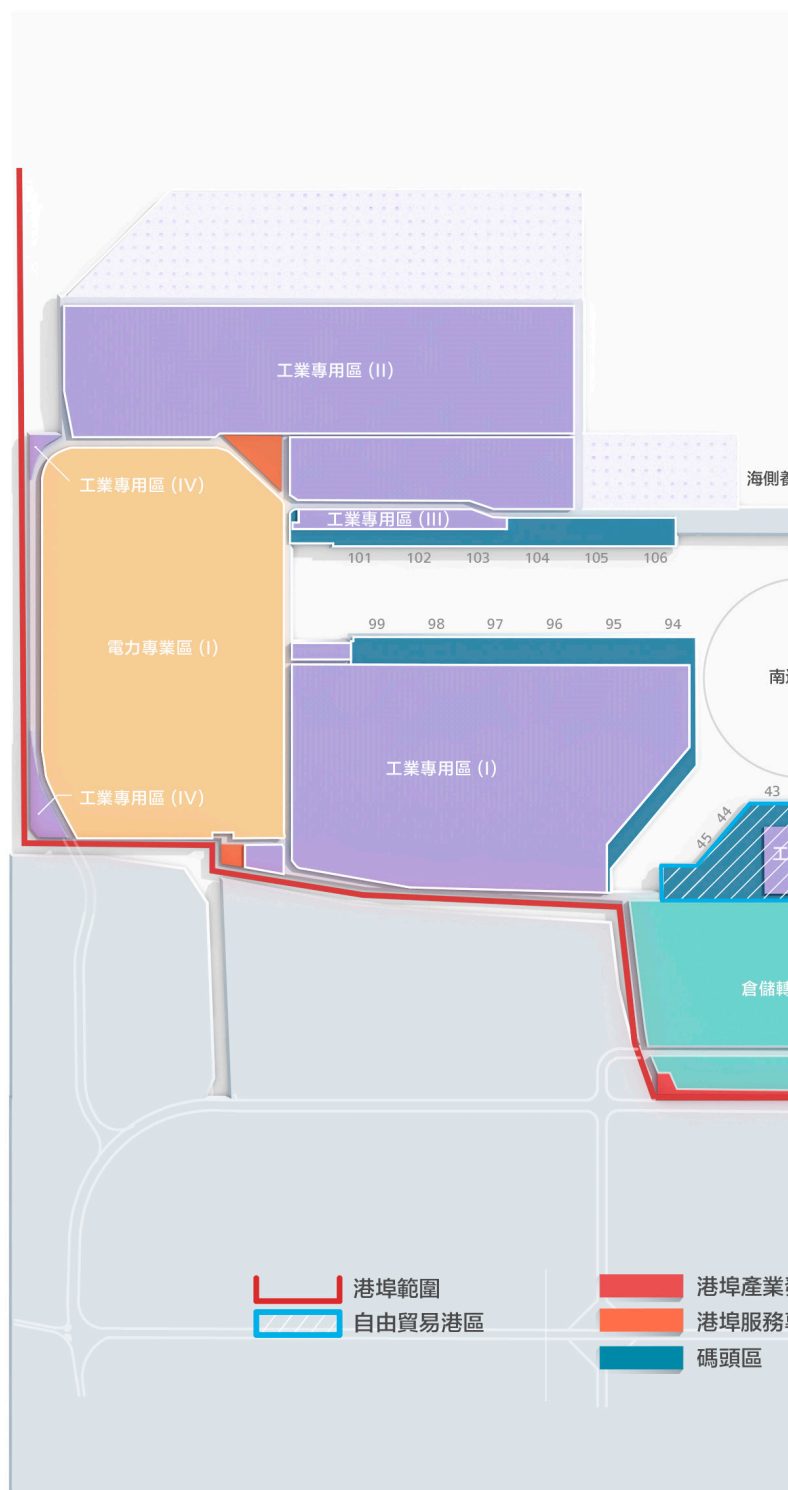 工業專用區 (II)
工業專用區 (IV)
海側
工業專用區 (III)
101 102 103 104 105 106
99 98 97 96 95 94
電力專業區 (I)
南
工業專用區 (I)
工業專用區 (IV)
43
44
45
工
倉儲轉
港埠範圍
自由貿易港區
港埠產業
港埠服務
碼頭區